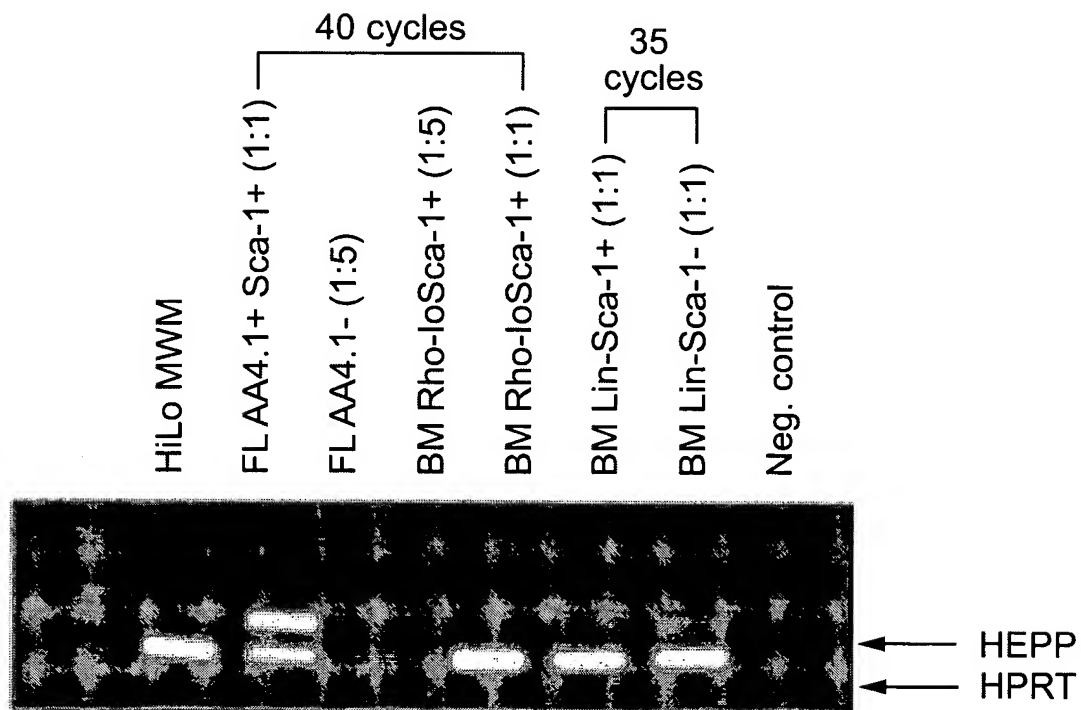 40 cycles
35
cycles
HiLo MWM
FL AA4.1+ Sca-1+ (1:1)
FL AA4.1- (1:5)
BM Rho-loSca-1+ (1:5)
BM Rho-loSca-1+ (1:1)
BM Lin-Sca-1+ (1:1)
BM Lin-Sca-1- (1:1)
Neg. control
HEPP
HPRT